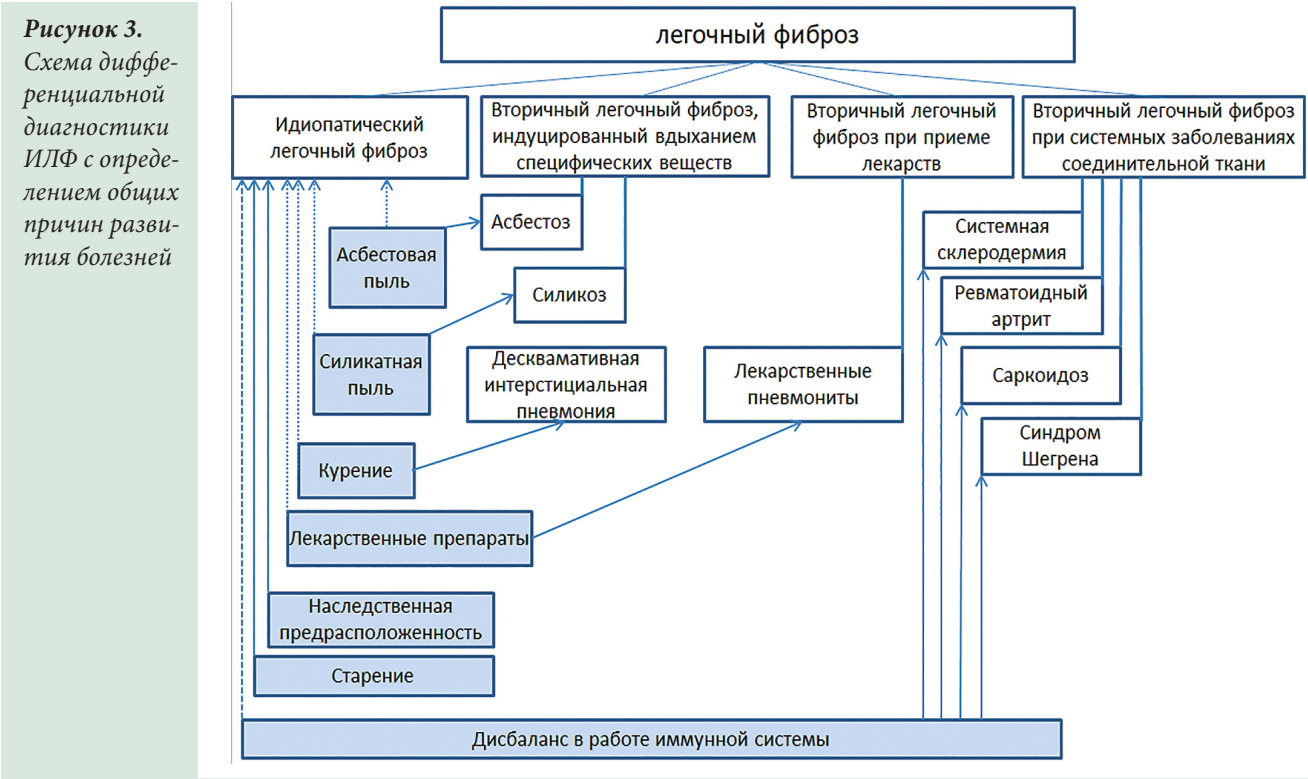 Рисунок 3.
Схема диффе-
ренциальной
диагностики
ИЛФ с опреде-
лением общих
причин разви-
тия болезней
легочный фиброз
Идиопатический
легочный фиброз
Вторичный легочный фиброз,
индуцированный вдыханием
специфических веществ
Вторичный легочный
фиброз при приеме
лекарств
Вторичный легочный фиброз
при системных заболеваниях
соединительной ткани
Асбестоз
Асбестовая
пыль
Системная
склеродермия
Силикоз
Ревматоидный
артрит
Силикатная
пыль
Десквамативная
интерстициальная
пневмония
Лекарственные
пневмониты
Саркоидоз
Синдром
Шегрена
Курение
Лекарственные препараты
Наследственная
предрасположенность
Старение
Дисбаланс в работе иммунной системы